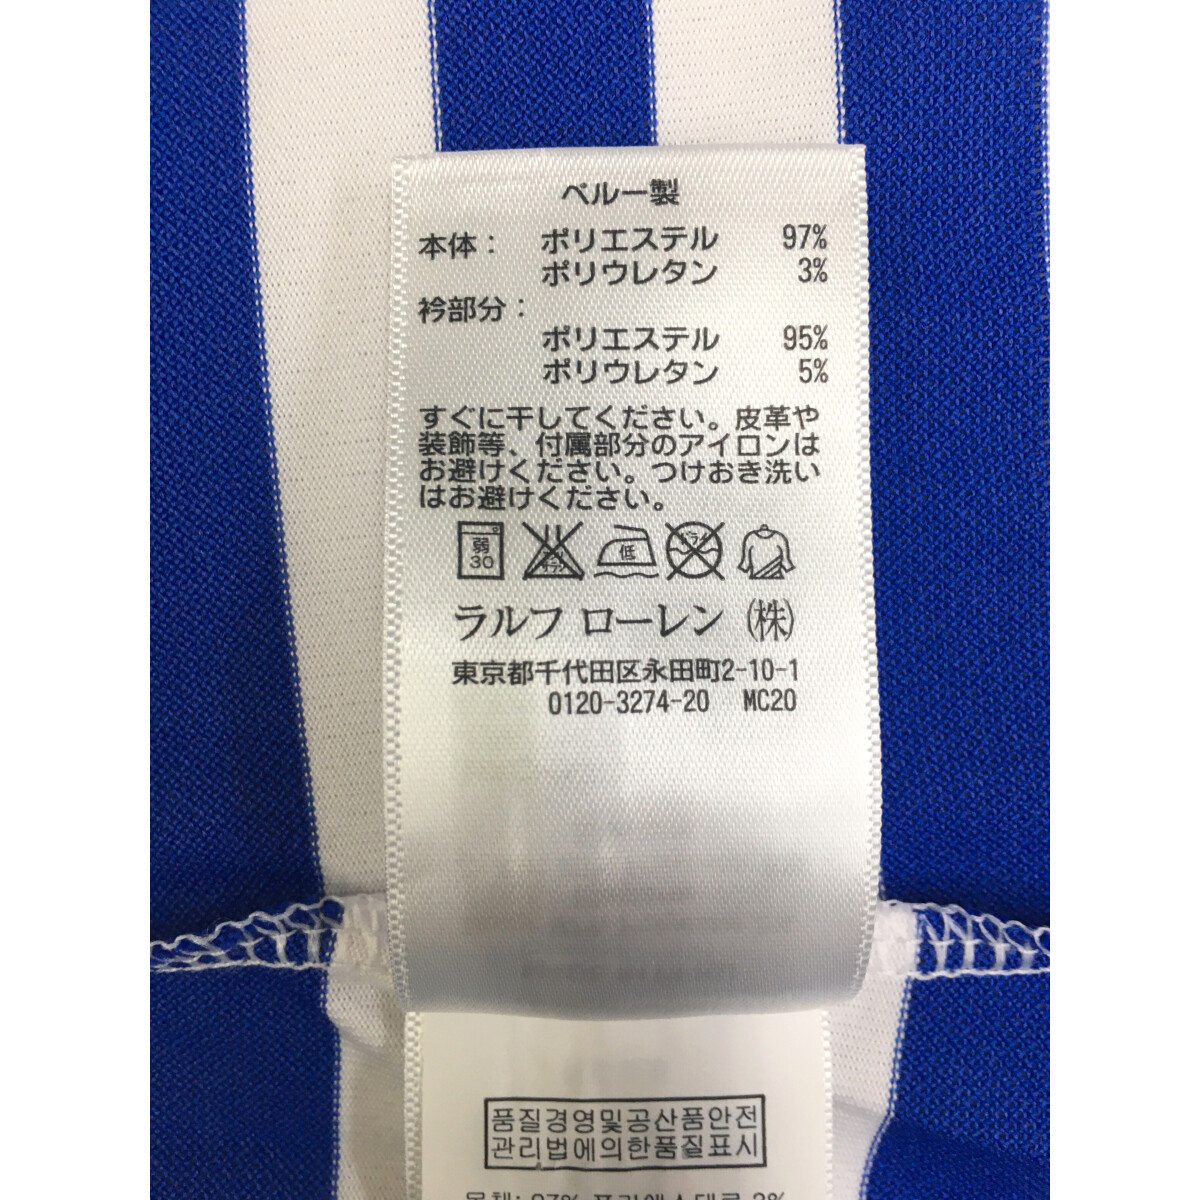 ペルー製
本体: ポリエステル 97%
ポリウレタン 3%
衿部分:
ポリエステル 95%
ポリウレタン 5%
すぐに干してください。皮革や
装飾等、付属部分のアイロンは
お避けください。つけおき洗い
はお避けください。
弱 30 低
ラルフ ローレン (株)
東京都千代田区永田町2-10-1
0120-3274-20 MC20
품질경영및공산품안전
관리법에의한품질표시